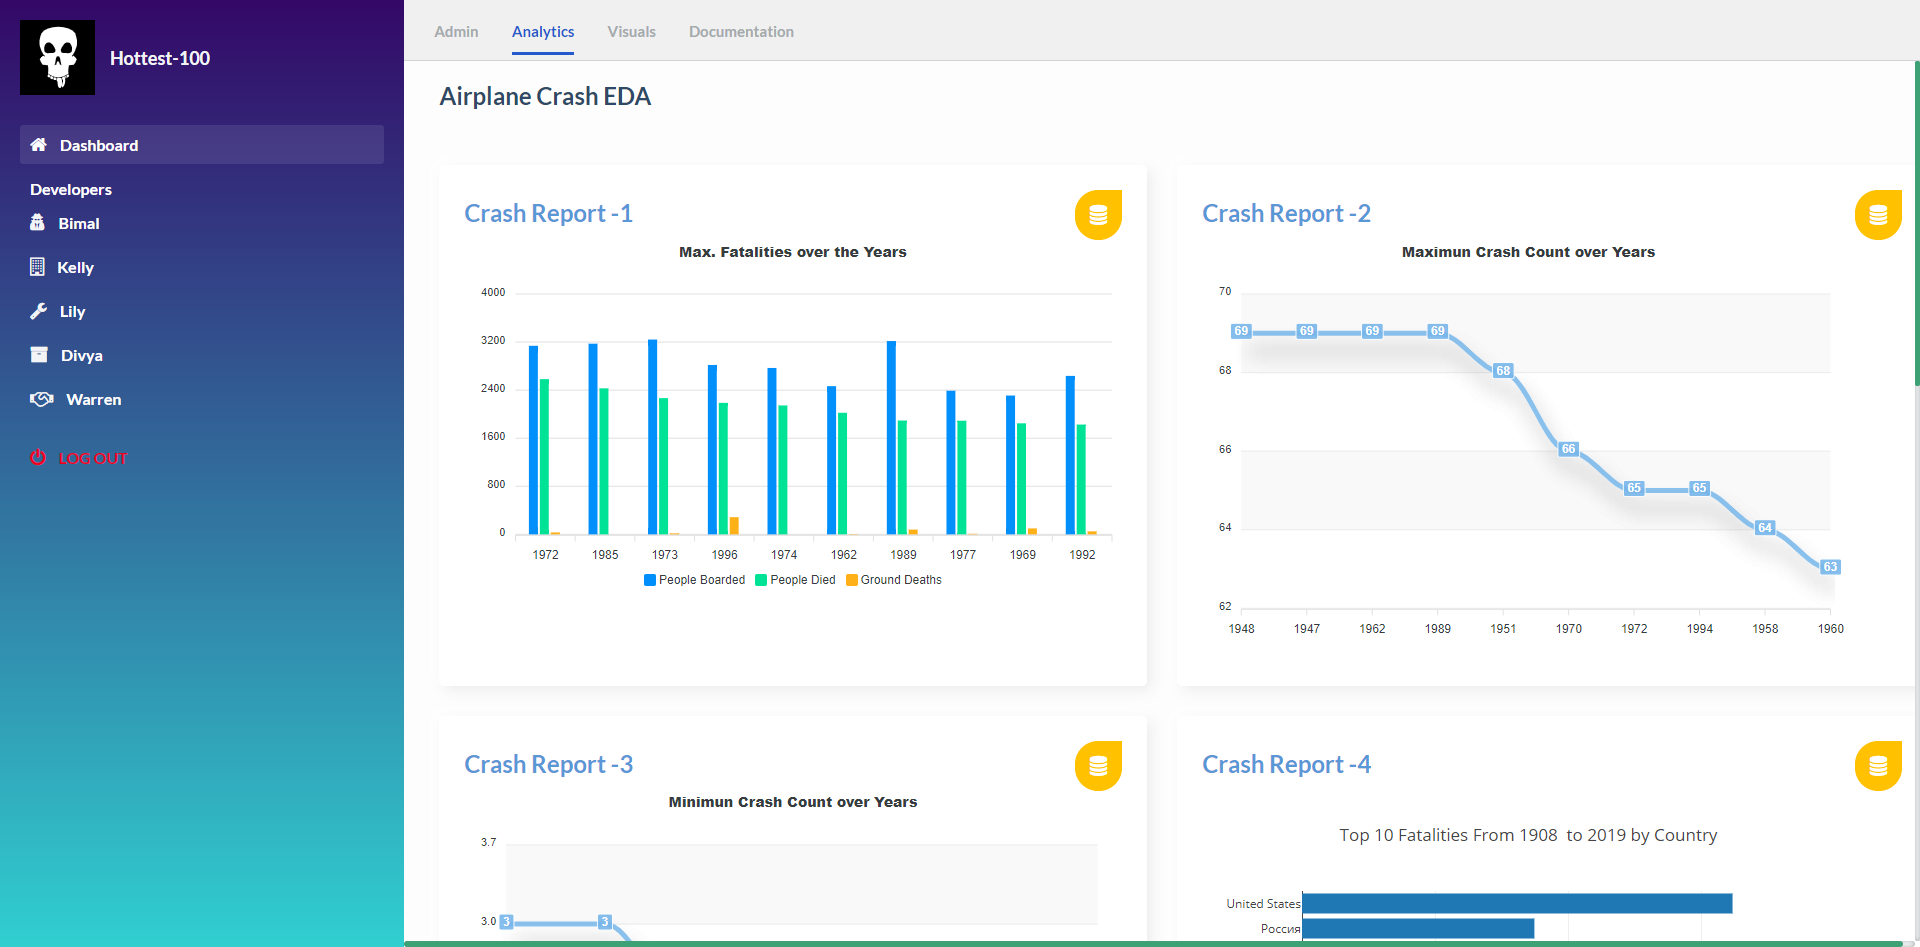 Hottest-100
Dashboard
Developers
Bimal
Kelly
Lily
Divya
Warren
LOG OUT
Admin Analytics Visuals Documentation
Airplane Crash EDA
Crash Report -1
Max. Fatalities over the Years
4000
3200
2400
1600
800
0
1972 1985 1973 1996 1974 1962 1989 1977 1969 1992
People Boarded People Died Ground Deaths
Crash Report -2
Maximun Crash Count over Years
70
68
66
64
62
69 69 69 69 68 66 65 65 64 63
1948 1947 1962 1989 1951 1970 1972 1994 1958 1960
Crash Report -3
Minimun Crash Count over Years
3.7
3.0
3 3
Crash Report -4
Top 10 Fatalities From 1908 to 2019 by Country
United States
Россия